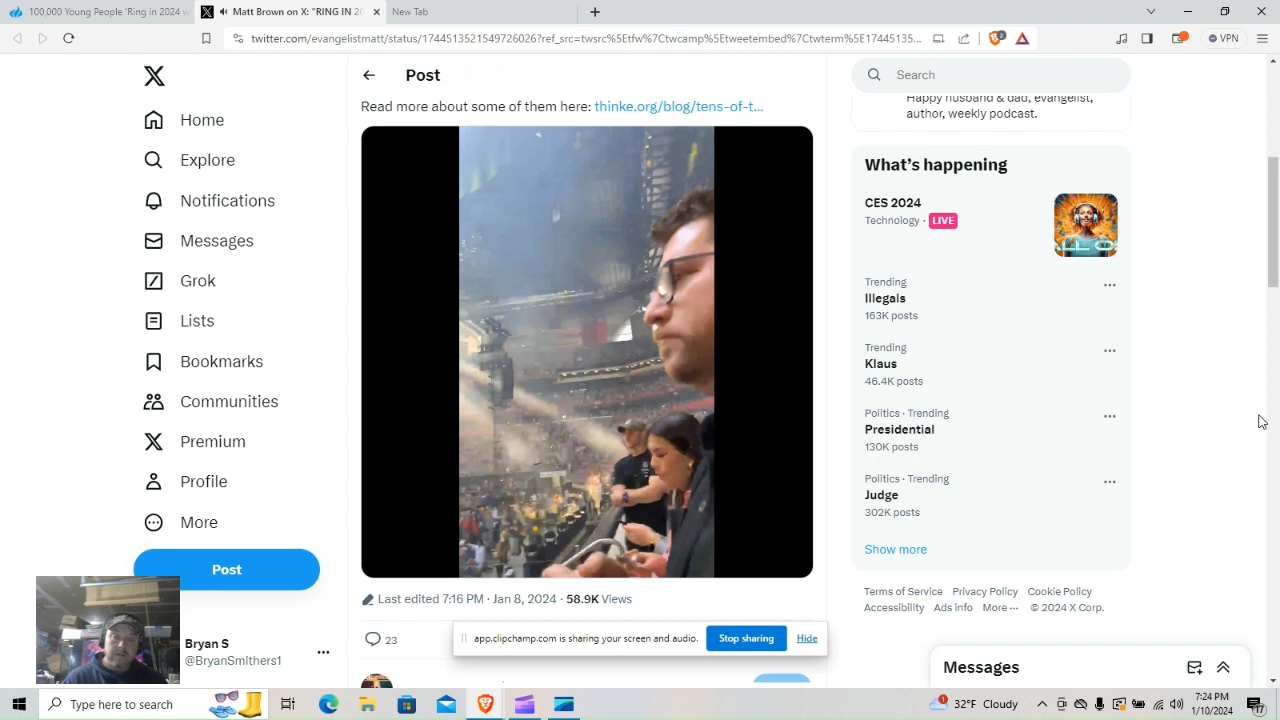 100,000 Young People 'Ring in 2024 w
Matt Brown on X: "RING IN 20
New Tab
twitter.com/evangelistmatt/status/1744513521549726026?ref_src=twsrc%5Etfw%7Ctwcamp%5Etweetembed%7Ctwterm%5E17445135...
VPN
Post
Search
Read more about some of them here: thinke.org/blog/tens-of-t...
Happy husband & dad, evangelist,
author, weekly podcast.
Home
Explore
Notifications
Messages
Grok
Lists
Bookmarks
Communities
Premium
Profile
More
Post
What's happening
CES 2024
Technology · LIVE
Trending
Illegals
163K posts
Trending
Klaus
46.4K posts
Politics · Trending
Presidential
130K posts
Politics · Trending
Judge
302K posts
Show more
Terms of Service Privacy Policy Cookie Policy
Accessibility Ads info More ··· © 2024 X Corp.
Last edited 7:16 PM · Jan 8, 2024 · 58.9K Views
23
app.clipchamp.com is sharing your screen and audio.
Stop sharing
Hide
Bryan S
@BryanSmithers1
Messages
Type here to search
32°F Cloudy
7:24 PM
1/10/2024
17